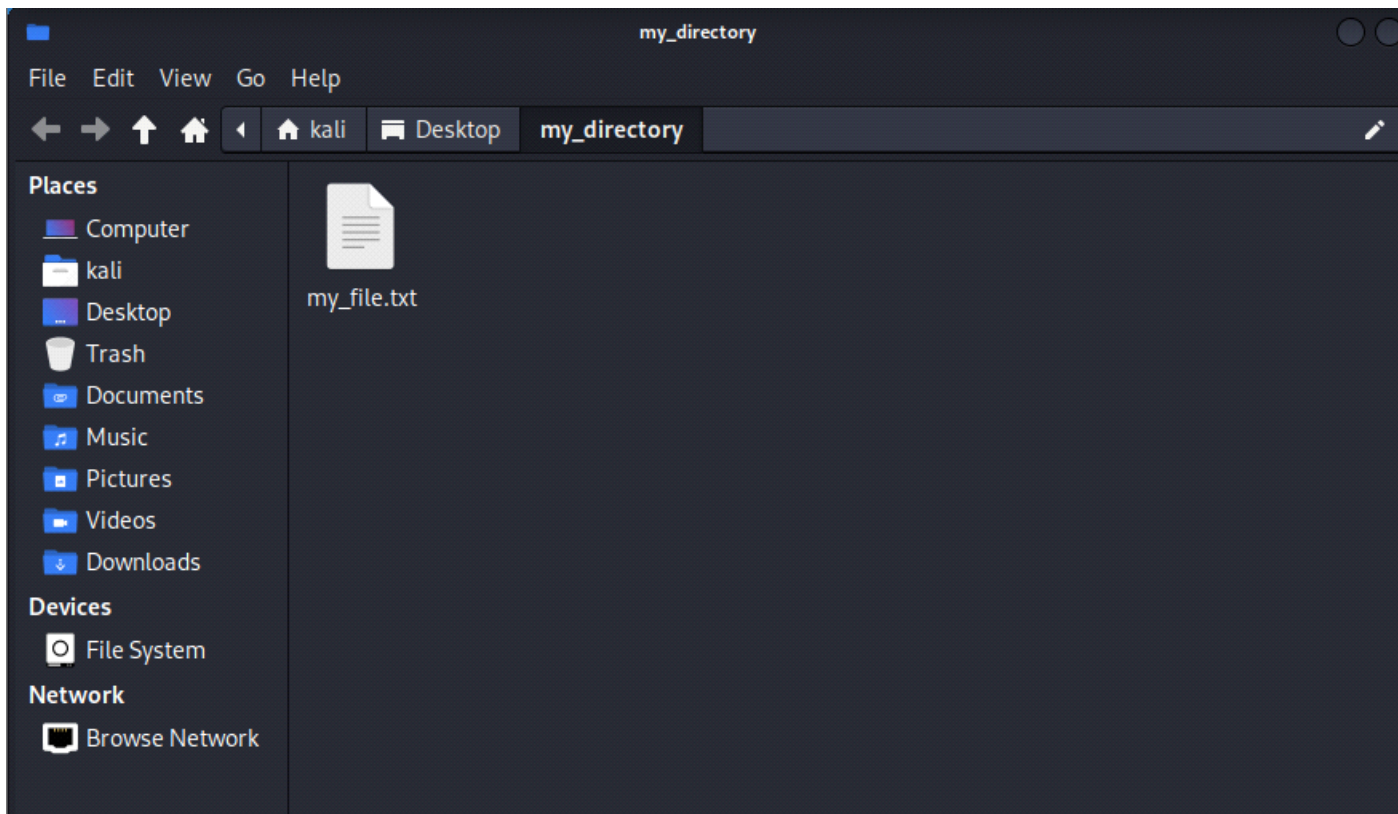 my_directory
File Edit View Go Help
kali Desktop my_directory
Places
Computer
kali
my_file.txt
Desktop
Trash
Documents
Music
Pictures
Videos
Downloads
Devices
File System
Network
Browse Network